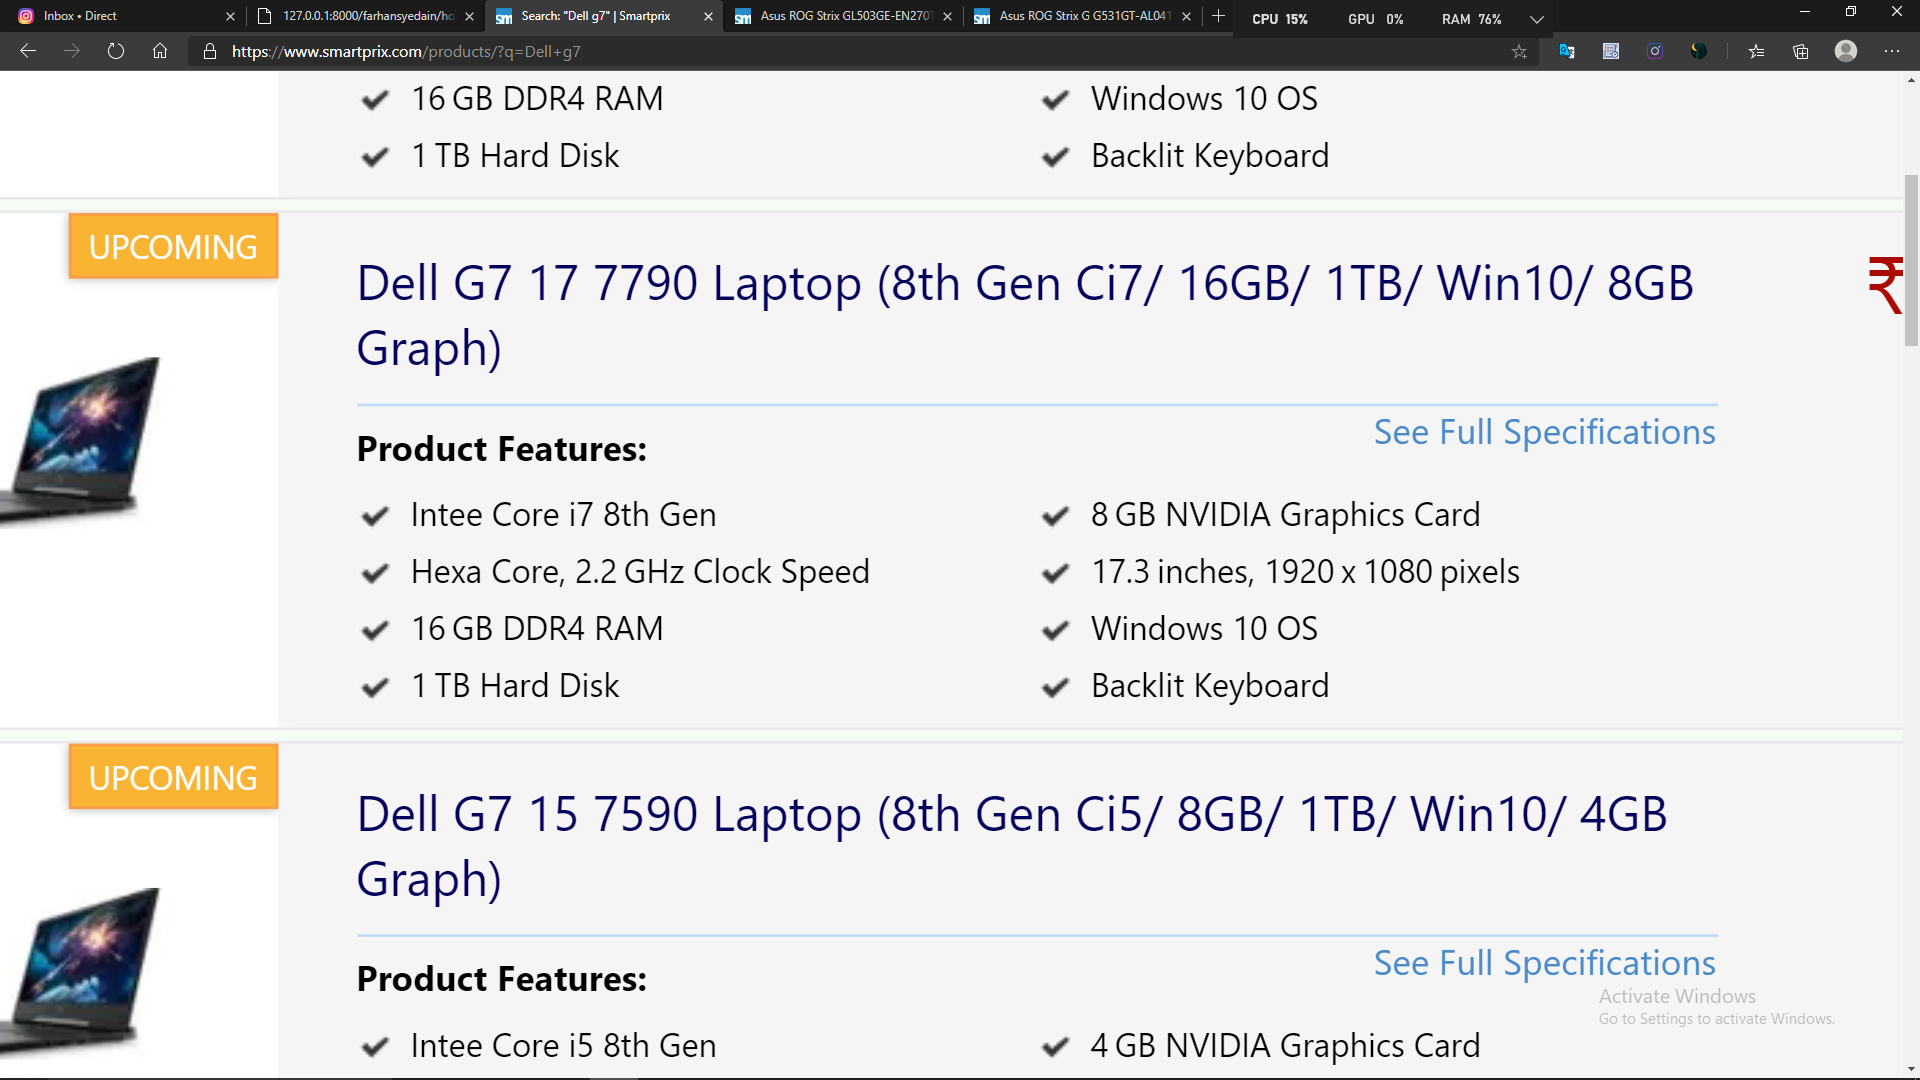 Inbox • Direct
127.0.0.1:8000/farhansyedain/ho
sm Search: "Dell g7" | Smartprix
sm Asus ROG Strix GL503GE-EN270T
sm Asus ROG Strix G G531GT-AL041
CPU 15% GPU 0% RAM 76%
https://www.smartprix.com/products/?q=Dell+g7
16 GB DDR4 RAM
Windows 10 OS
1 TB Hard Disk
Backlit Keyboard
UPCOMING
Dell G7 17 7790 Laptop (8th Gen Ci7/ 16GB/ 1TB/ Win10/ 8GB
Graph)
₹
See Full Specifications
Product Features:
Intee Core i7 8th Gen
8 GB NVIDIA Graphics Card
Hexa Core, 2.2 GHz Clock Speed
17.3 inches, 1920 x 1080 pixels
16 GB DDR4 RAM
Windows 10 OS
1 TB Hard Disk
Backlit Keyboard
UPCOMING
Dell G7 15 7590 Laptop (8th Gen Ci5/ 8GB/ 1TB/ Win10/ 4GB
Graph)
See Full Specifications
Product Features:
Intee Core i5 8th Gen
4 GB NVIDIA Graphics Card
Activate Windows
Go to Settings to activate Windows.